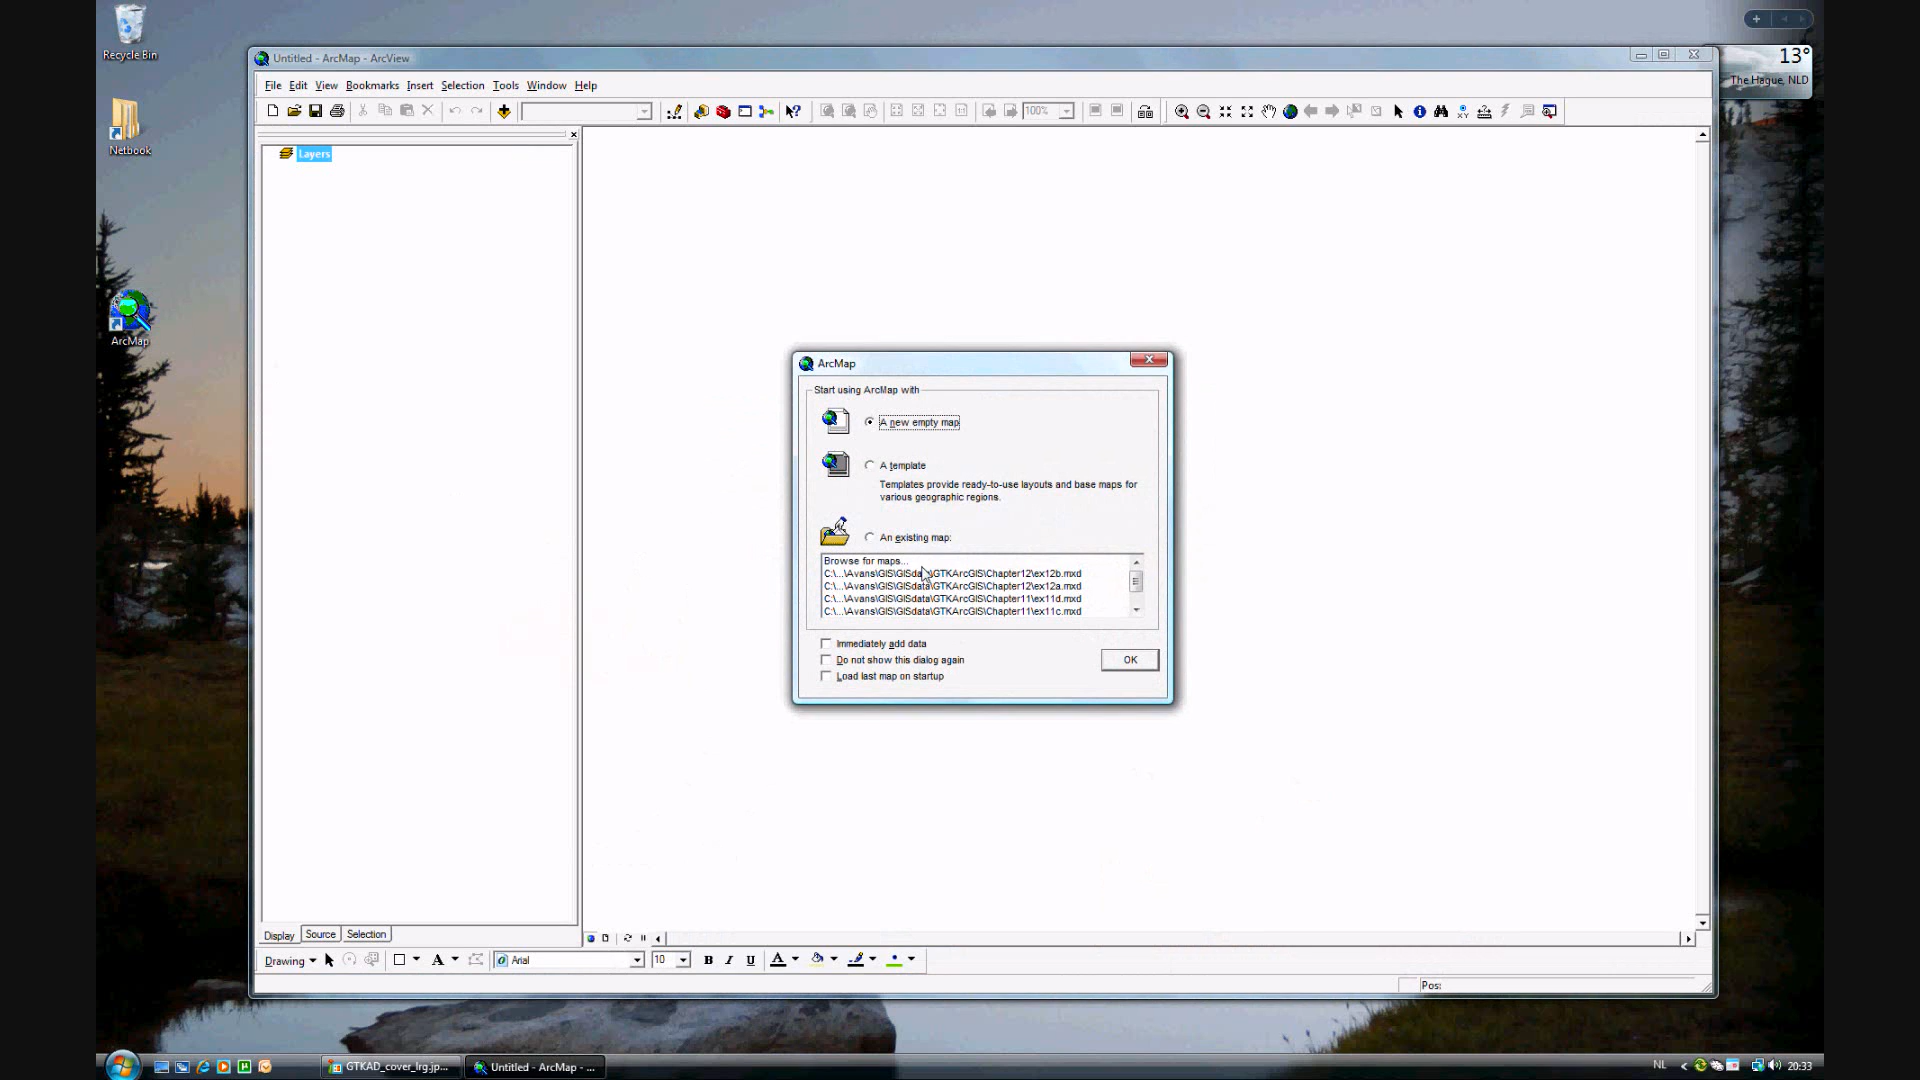 Recycle Bin
Netbook
ArcMap
13°
The Hague, NLD
Untitled - ArcMap - ArcView
File Edit View Bookmarks Insert Selection Tools Window Help
100%
Layers
ArcMap
Start using ArcMap with
A new empty map
A template
Templates provide ready-to-use layouts and base maps for
various geographic regions.
An existing map:
Browse for maps...
C:\...\Avans\GIS\GISdata\GTKArcGIS\Chapter12\ex12b.mxd
C:\...\Avans\GIS\GISdata\GTKArcGIS\Chapter12\ex12a.mxd
C:\...\Avans\GIS\GISdata\GTKArcGIS\Chapter11\ex11d.mxd
C:\...\Avans\GIS\GISdata\GTKArcGIS\Chapter11\ex11c.mxd
Immediately add data
Do not show this dialog again
Load last map on startup
OK
Display Source Selection
Drawing A Arial 10 B I U A
Pos:
GTKAD_cover_lrg.jp...
Untitled - ArcMap - ...
NL
20:33